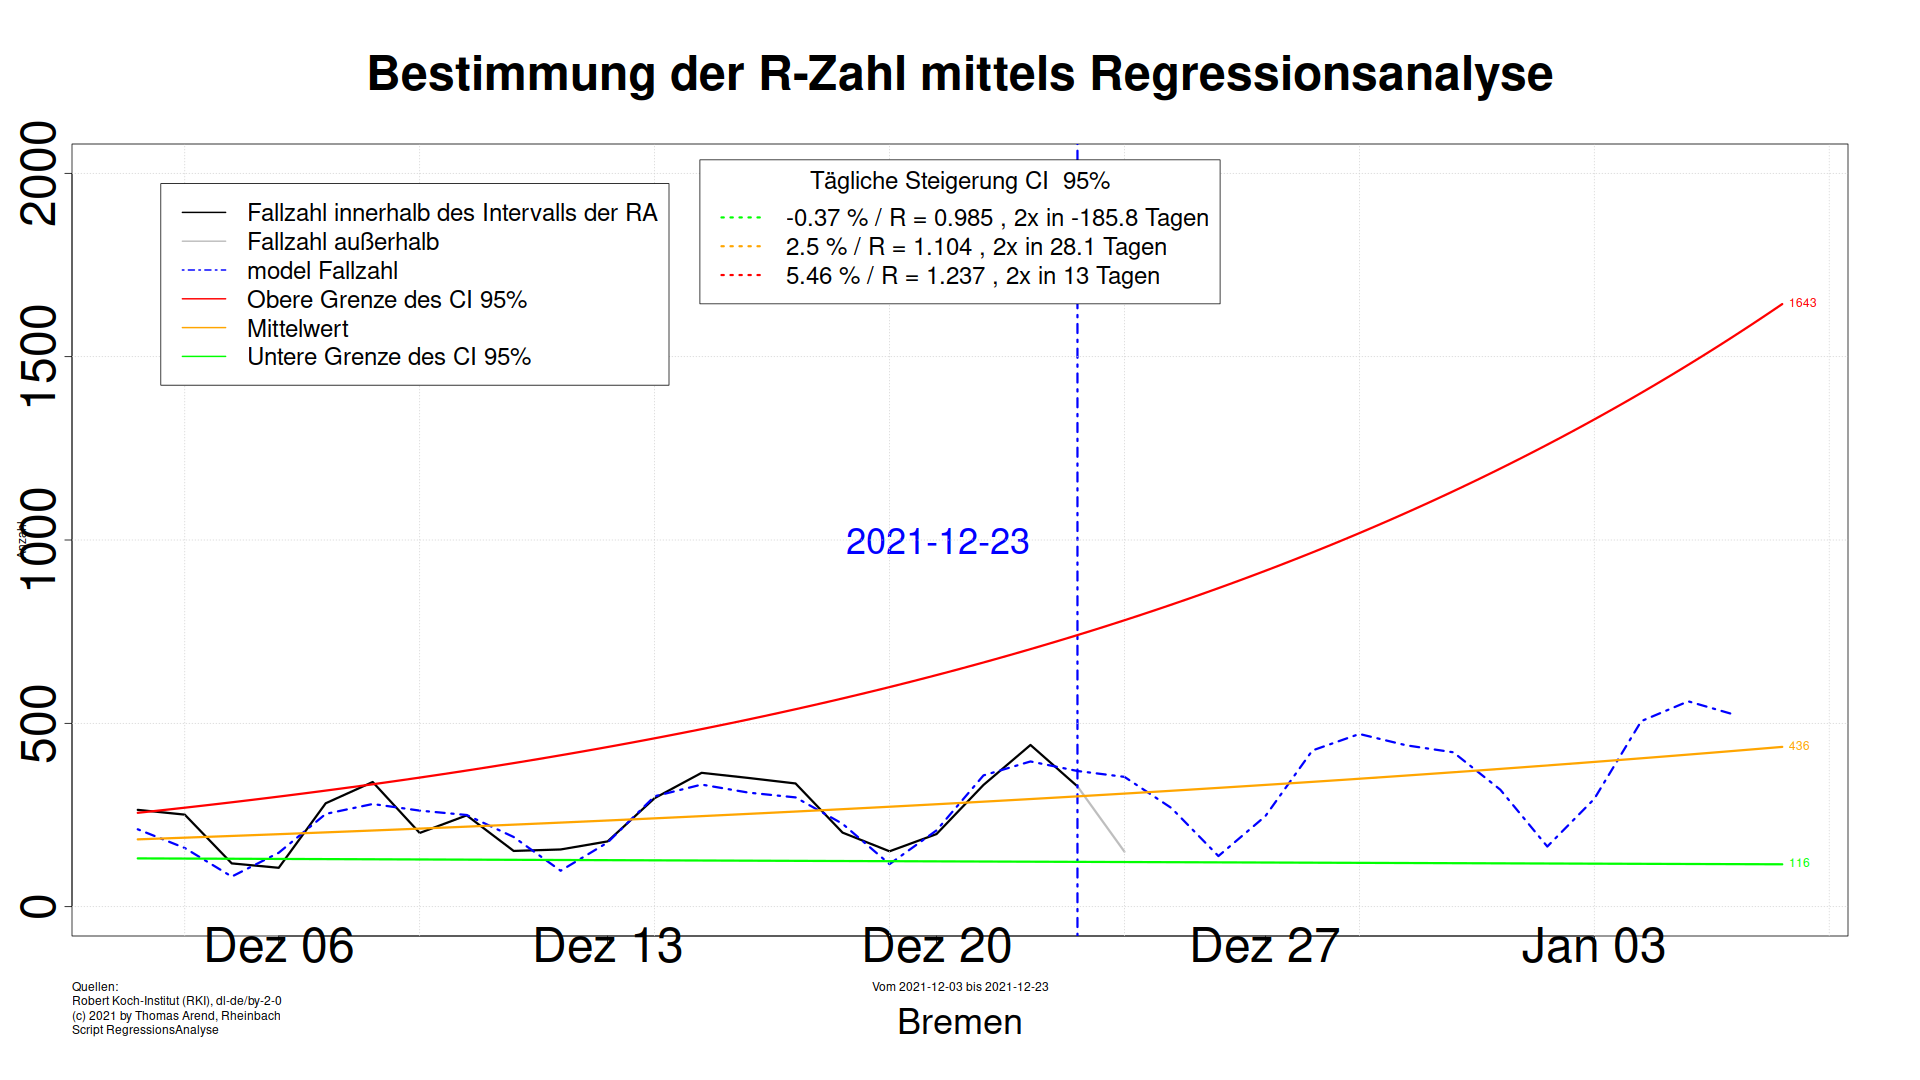 Bestimmung der R-Zahl mittels Regressionsanalyse
2000
1500
1000
500
0
Anzahl
Fallzahl innerhalb des Intervalls der RA
Fallzahl außerhalb
model Fallzahl
Obere Grenze des CI 95%
Mittelwert
Untere Grenze des CI 95%
Tägliche Steigerung CI  95%
-0.37 % / R = 0.985 , 2x in -185.8 Tagen
2.5 % / R = 1.104 , 2x in 28.1 Tagen
5.46 % / R = 1.237 , 2x in 13 Tagen
1643
2021-12-23
436
116
Dez 06
Dez 13
Dez 20
Dez 27
Jan 03
Quellen:
Robert Koch-Institut (RKI), dl-de/by-2-0
(c) 2021 by Thomas Arend, Rheinbach
Script RegressionsAnalyse
Vom 2021-12-03 bis 2021-12-23
Bremen